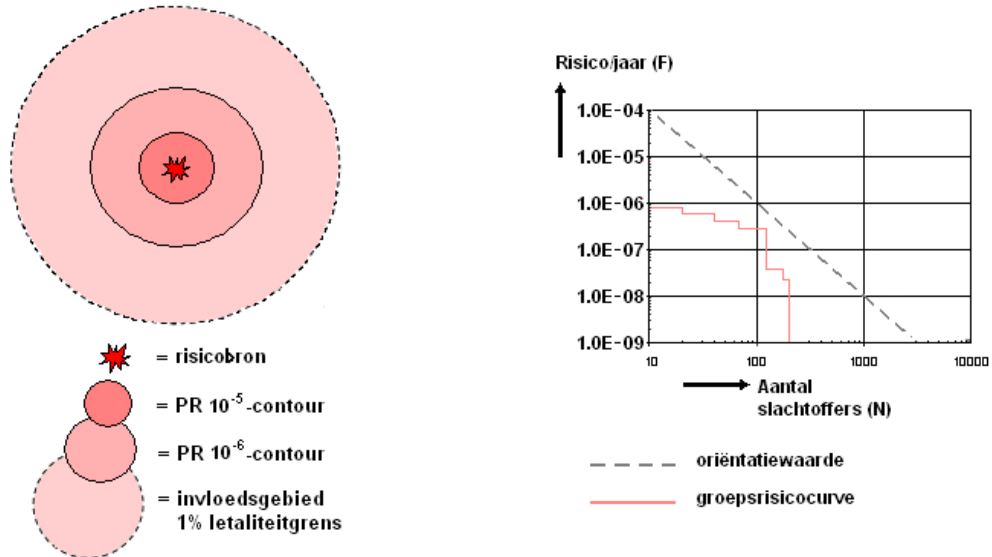 = risicobron
= PR 10⁻⁵-contour
= PR 10⁻⁶-contour
= invloedsgebied
1% letaliteitgrens
Risico/jaar (F)
1.0E-04
1.0E-05
1.0E-06
1.0E-07
1.0E-08
1.0E-09
10 100 1000 10000
Aantal
slachtoffers (N)
oriëntatiewaarde
groepsrisicocurve